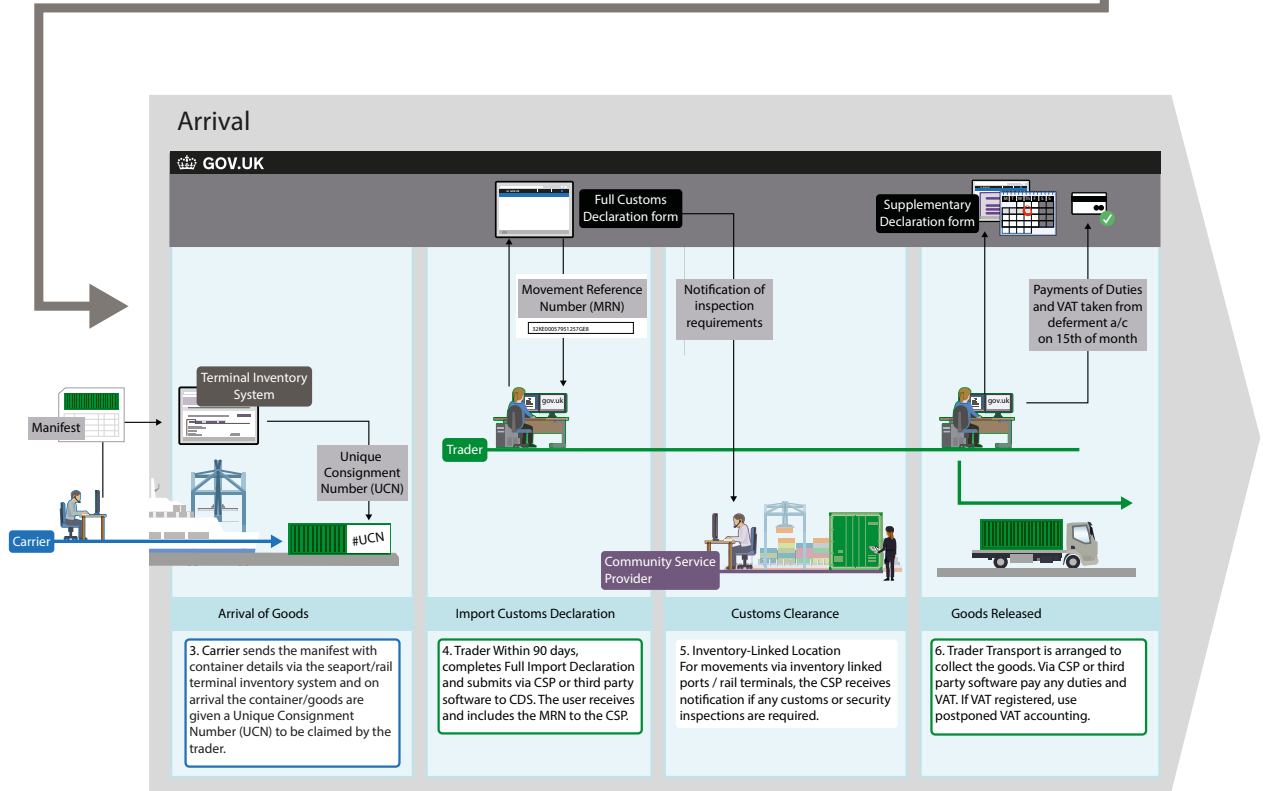 Arrival
GOV.UK
Full Customs
Declaration form
Supplementary
Declaration form
Movement Reference
Number (MRN)
Notification of
inspection
requirements
Payments of Duties
and VAT taken from
deferment a/c
on 15th of month
Terminal Inventory
System
Manifest
gov.uk
gov.uk
Trader
Unique
Consignment
Number (UCN)
#UCN
Carrier
Community Service
Provider
Arrival of Goods
Import Customs Declaration
Customs Clearance
Goods Released
3. Carrier sends the manifest with
container details via the seaport/rail
terminal inventory system and on
arrival the container/goods are
given a Unique Consignment
Number (UCN) to be claimed by the
trader.
4. Trader Within 90 days,
completes Full Import Declaration
and submits via CSP or third party
software to CDS. The user receives
and includes the MRN to the CSP.
5. Inventory-Linked Location
For movements via inventory linked
ports / rail terminals, the CSP receives
notification if any customs or security
inspections are required.
6. Trader Transport is arranged to
collect the goods. Via CSP or third
party software pay any duties and
VAT. If VAT registered, use
postponed VAT accounting.